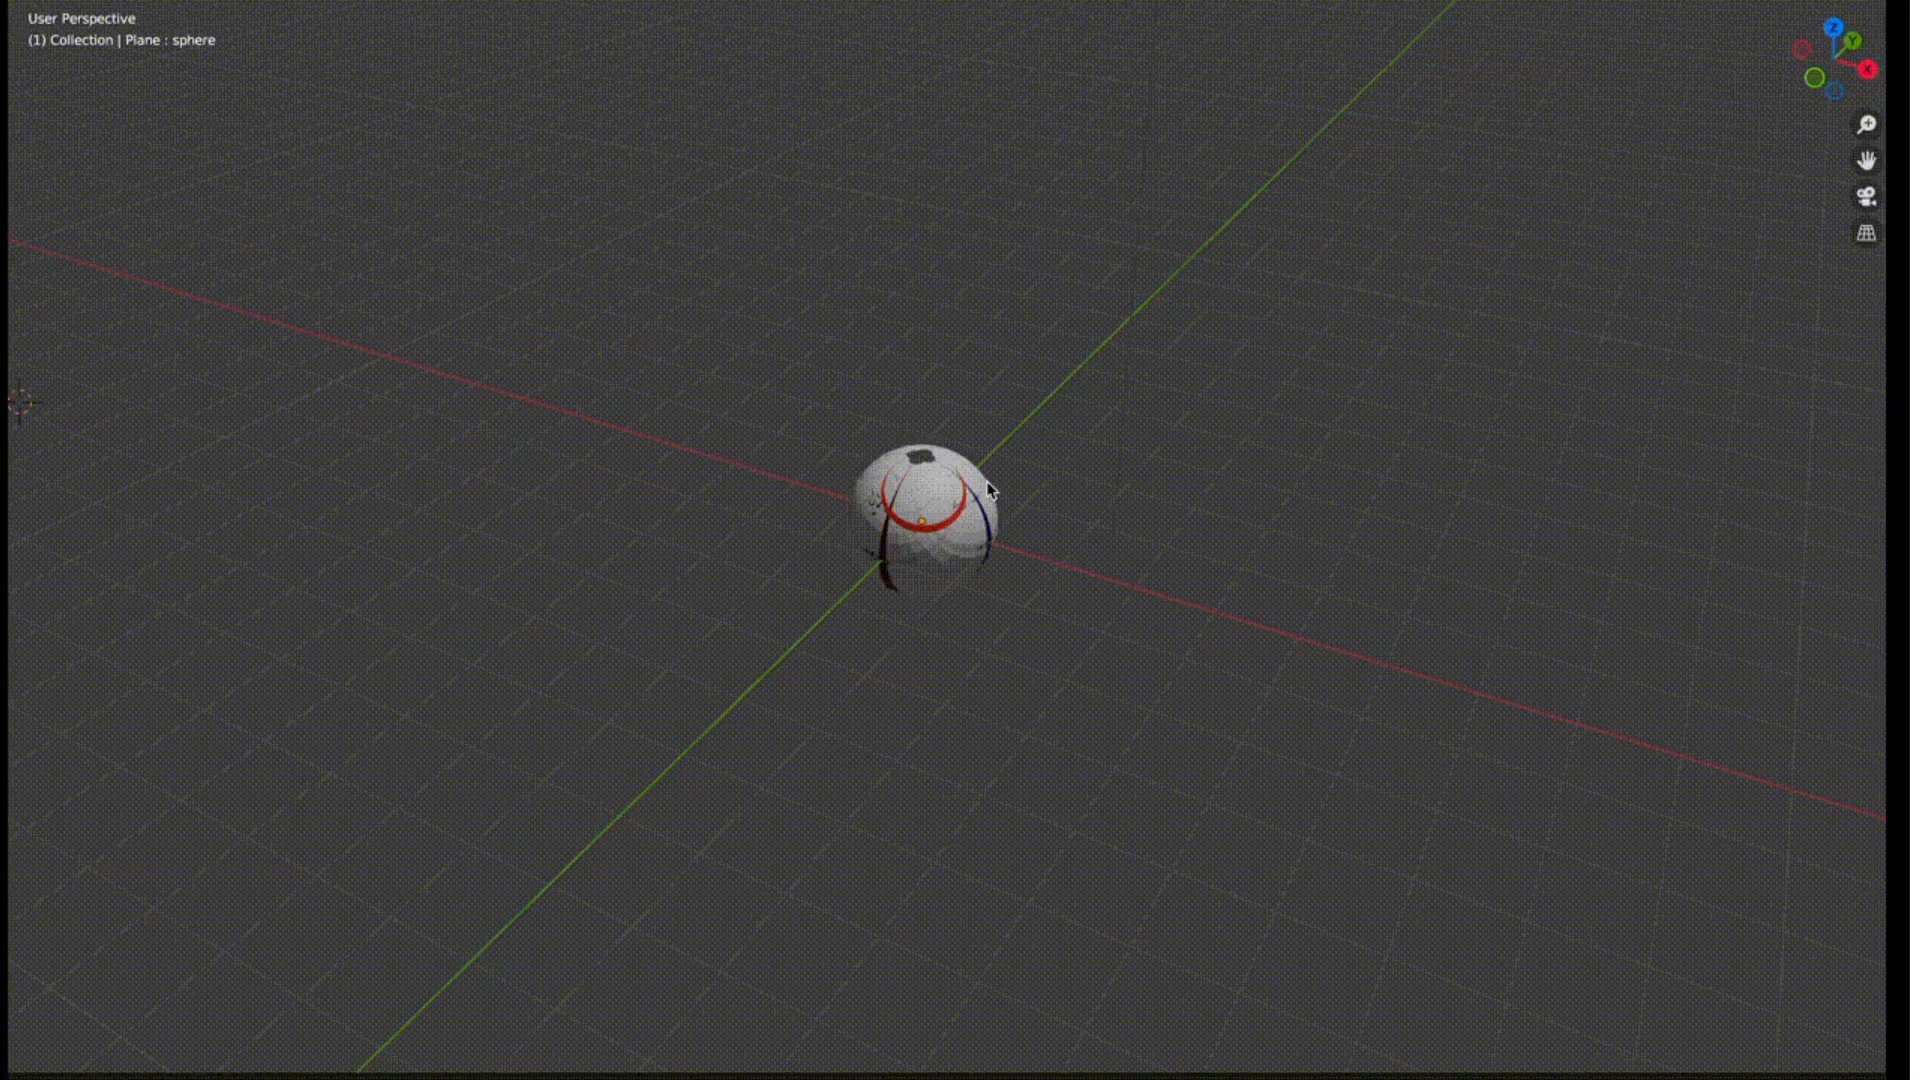 User Perspective
(1) Collection | Plane : sphere
Z
Y
X